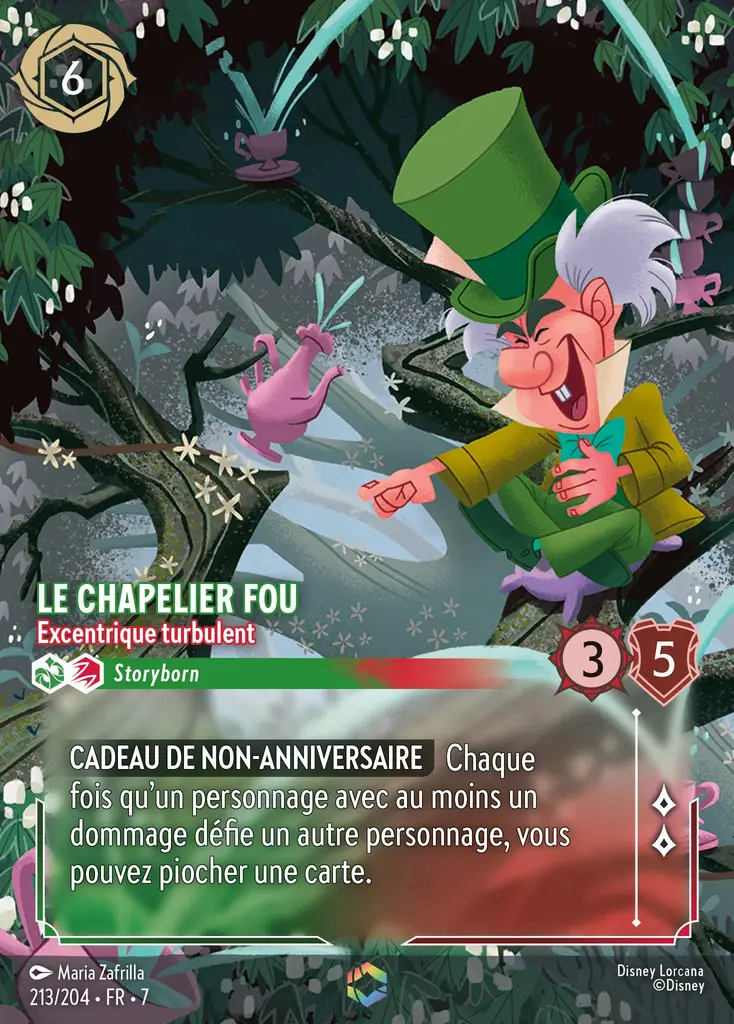 6
LE CHAPELIER FOU
Excentrique turbulent
Storyborn
3
5
CADEAU DE NON-ANNIVERSAIRE Chaque
fois qu'un personnage avec au moins un
dommage défie un autre personnage, vous
pouvez piocher une carte.
Maria Zafrilla
213/204 • FR • 7
Disney Lorcana
©Disney